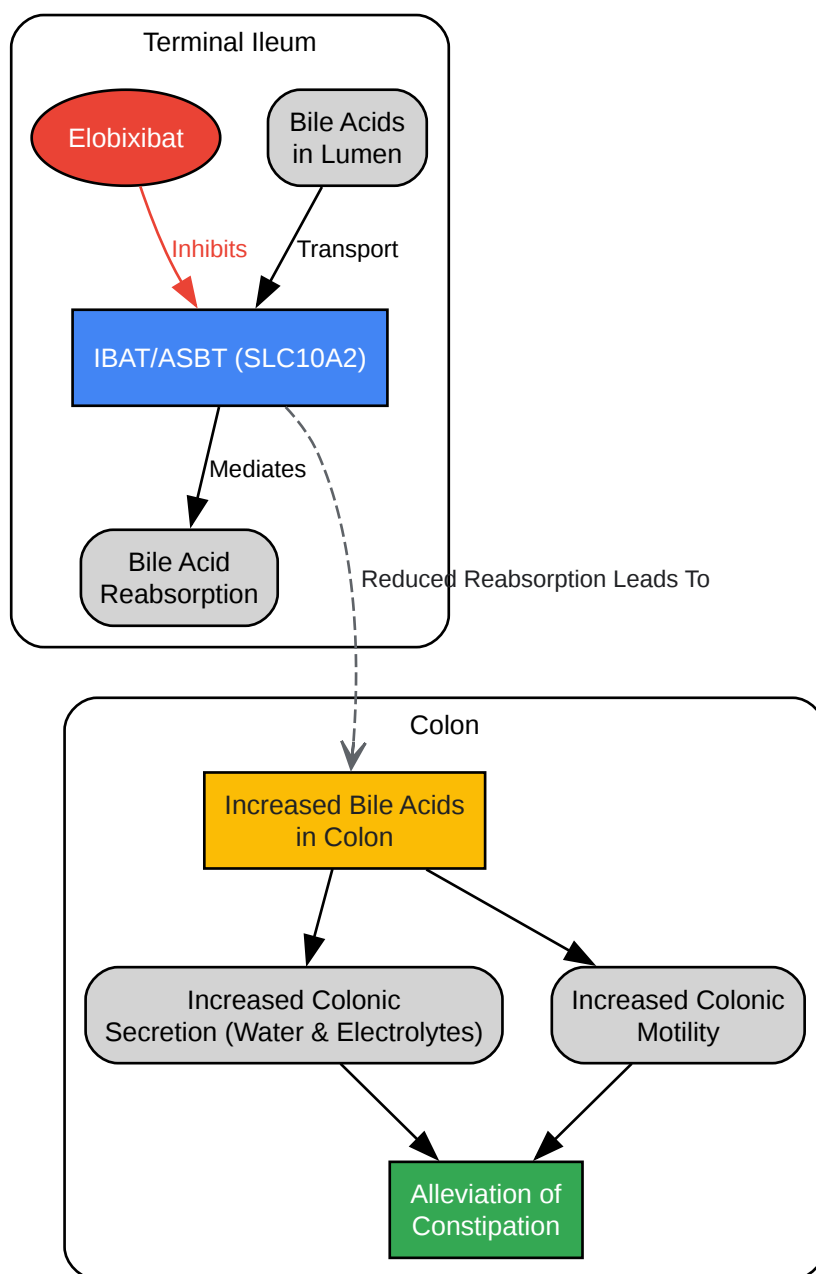 Terminal Ileum
Elobixibat
Bile Acids
in Lumen
Inhibits
Transport
IBAT/ASBT (SLC10A2)
Mediates
Bile Acid
Reabsorption
Reduced Reabsorption Leads To
Colon
Increased Bile Acids
in Colon
Increased Colonic
Secretion (Water & Electrolytes)
Increased Colonic
Motility
Alleviation of
Constipation